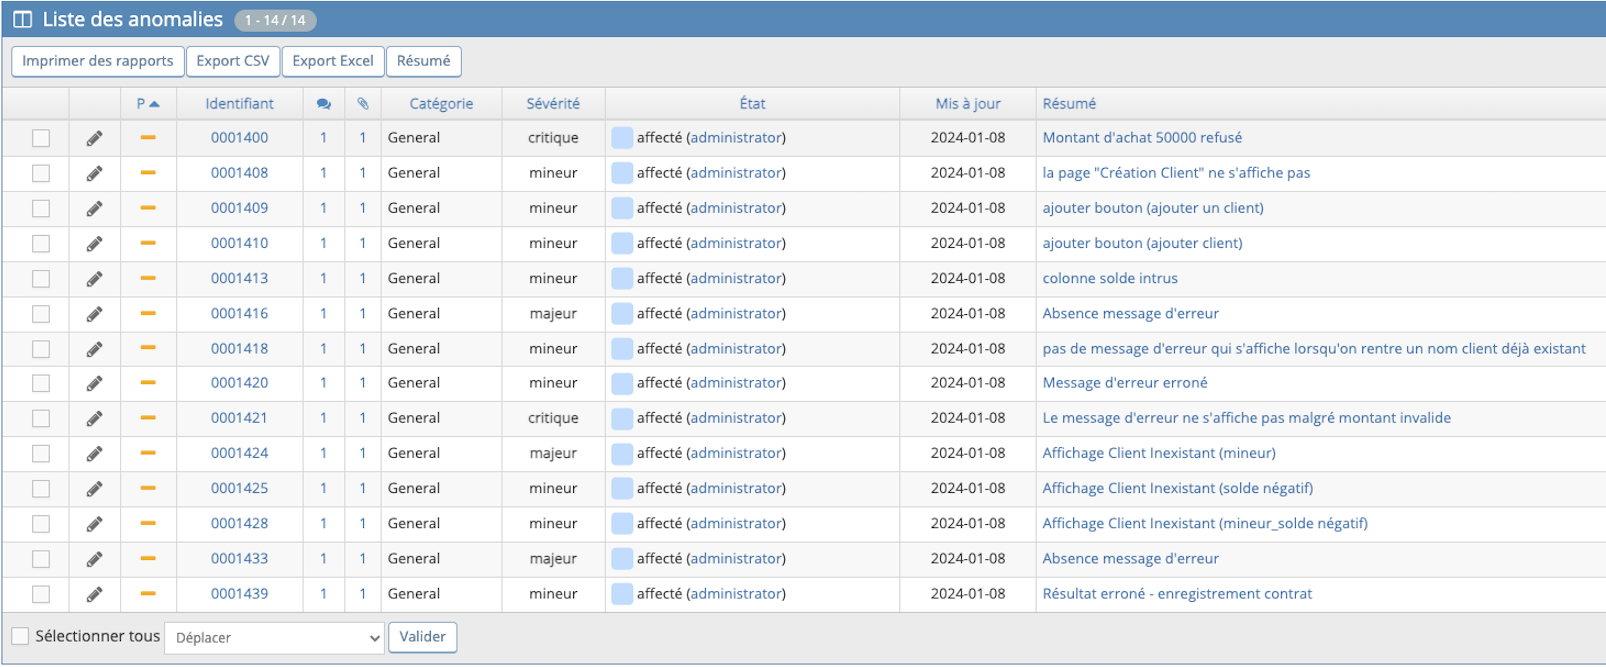 Liste des anomalies 1 - 14 / 14
Imprimer des rapports Export CSV Export Excel Résumé
P Identifiant Catégorie Sévérité État Mis à jour Résumé
0001400 1 1 General critique affecté (administrator) 2024-01-08 Montant d'achat 50000 refusé
0001408 1 1 General mineur affecté (administrator) 2024-01-08 la page "Création Client" ne s'affiche pas
0001409 1 1 General mineur affecté (administrator) 2024-01-08 ajouter bouton (ajouter un client)
0001410 1 1 General mineur affecté (administrator) 2024-01-08 ajouter bouton (ajouter client)
0001413 1 1 General mineur affecté (administrator) 2024-01-08 colonne solde intrus
0001416 1 1 General majeur affecté (administrator) 2024-01-08 Absence message d'erreur
0001418 1 1 General mineur affecté (administrator) 2024-01-08 pas de message d'erreur qui s'affiche lorsqu'on rentre un nom client déjà existant
0001420 1 1 General mineur affecté (administrator) 2024-01-08 Message d'erreur erroné
0001421 1 1 General critique affecté (administrator) 2024-01-08 Le message d'erreur ne s'affiche pas malgré montant invalide
0001424 1 1 General majeur affecté (administrator) 2024-01-08 Affichage Client Inexistant (mineur)
0001425 1 1 General mineur affecté (administrator) 2024-01-08 Affichage Client Inexistant (solde négatif)
0001428 1 1 General mineur affecté (administrator) 2024-01-08 Affichage Client Inexistant (mineur_solde négatif)
0001433 1 1 General majeur affecté (administrator) 2024-01-08 Absence message d'erreur
0001439 1 1 General mineur affecté (administrator) 2024-01-08 Résultat erroné - enregistrement contrat
Sélectionner tous Déplacer Valider